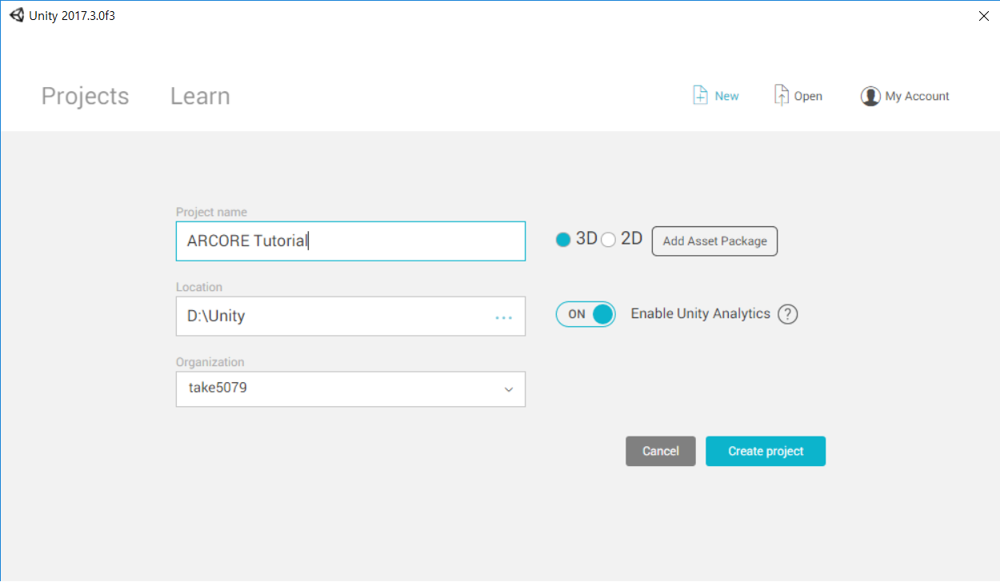 Unity 2017.3.0f3
Projects Learn New Open My Account
Project name
ARCORE Tutorial
3D 2D Add Asset Package
Location
D:\Unity ...
ON Enable Unity Analytics ?
Organization
take5079
Cancel Create project